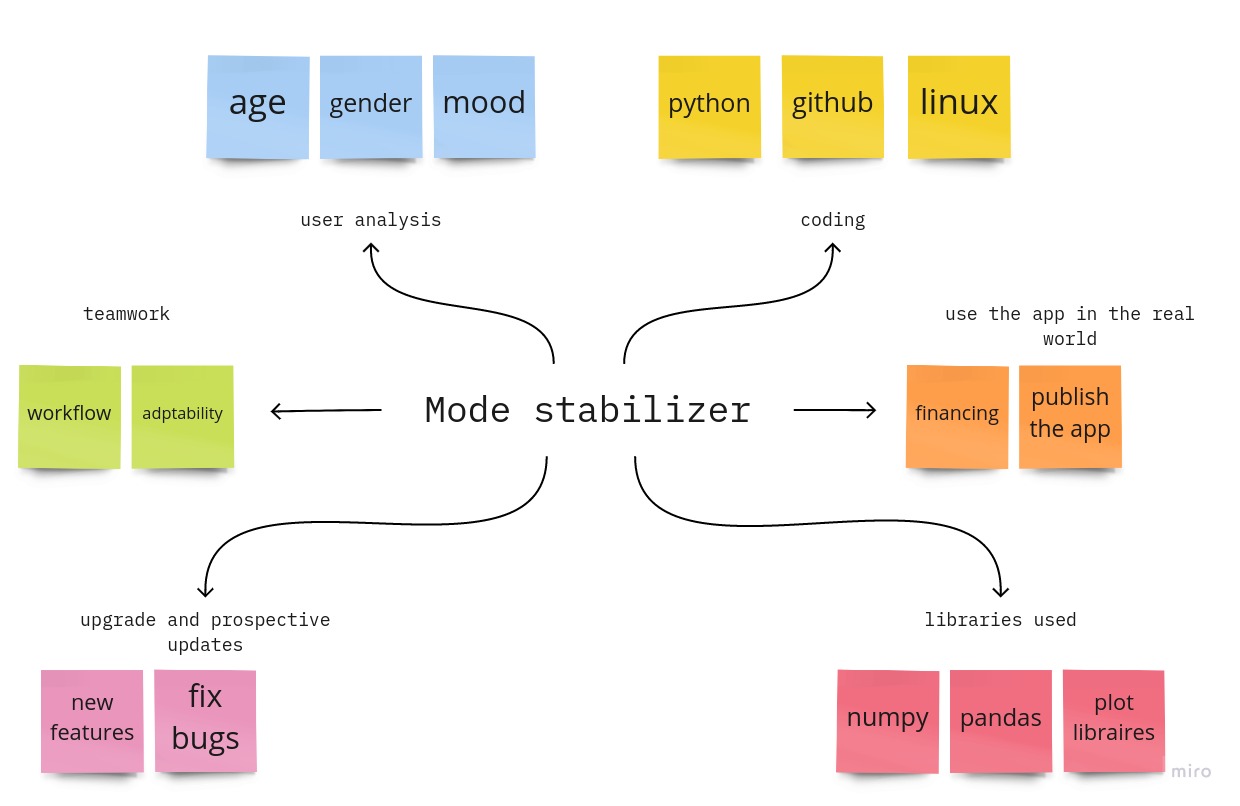 age
gender
mood
python
github
linux
user analysis
coding
teamwork
use the app in the real
world
workflow
adptability
Mode stabilizer
financing
publish
the app
upgrade and prospective
updates
libraries used
new
features
fix
bugs
numpy
pandas
plot
libraires
miro